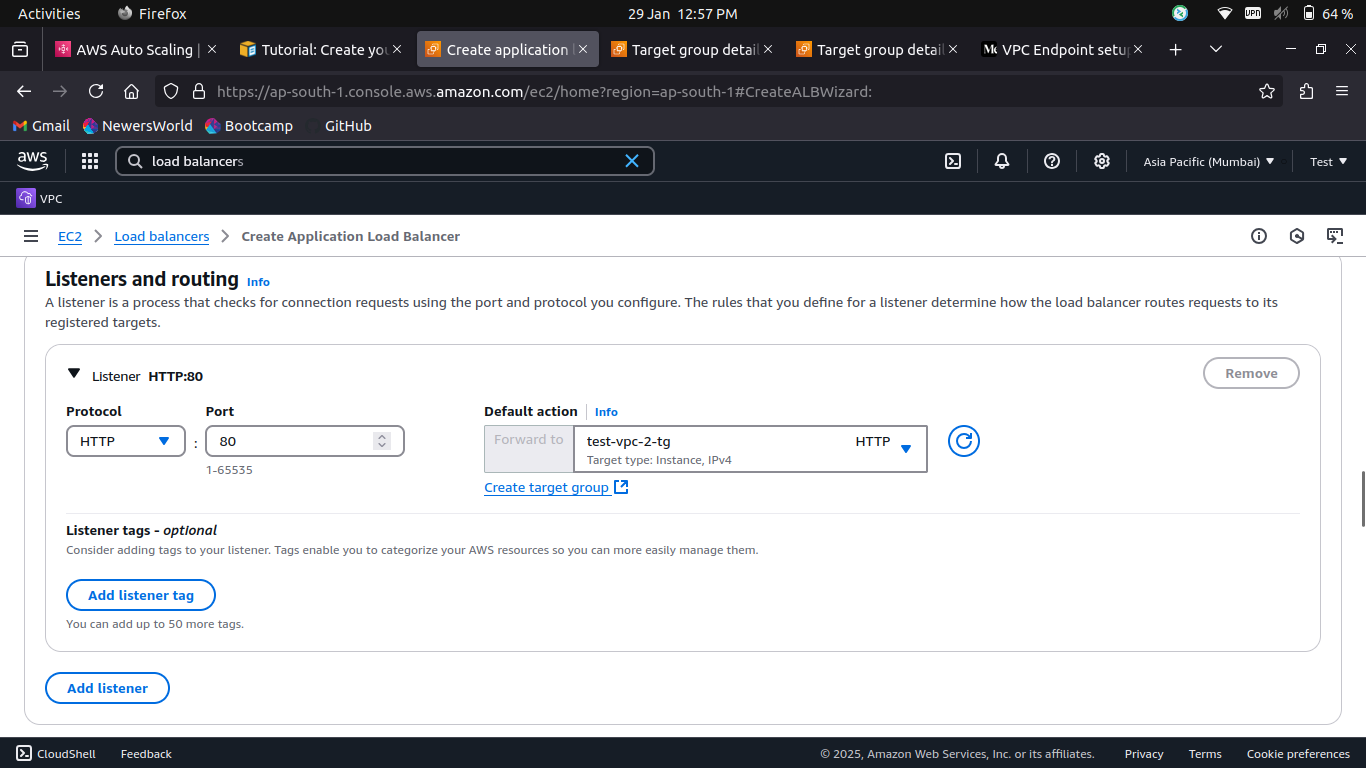 Activities Firefox 29 Jan 12:57 PM VPN 64 %
AWS Auto Scaling | Tutorial: Create you Create application Target group detail Target group detail VPC Endpoint setup
https://ap-south-1.console.aws.amazon.com/ec2/home?region=ap-south-1#CreateALBWizard:
Gmail NewersWorld Bootcamp GitHub
aws load balancers Asia Pacific (Mumbai) Test
VPC
EC2 Load balancers Create Application Load Balancer
Listeners and routing Info
A listener is a process that checks for connection requests using the port and protocol you configure. The rules that you define for a listener determine how the load balancer routes requests to its
registered targets.
Listener HTTP:80 Remove
Protocol Port Default action Info
HTTP : 80 Forward to test-vpc-2-tg HTTP
Target type: Instance, IPv4
1-65535
Create target group
Listener tags - optional
Consider adding tags to your listener. Tags enable you to categorize your AWS resources so you can more easily manage them.
Add listener tag
You can add up to 50 more tags.
Add listener
CloudShell Feedback © 2025, Amazon Web Services, Inc. or its affiliates. Privacy Terms Cookie preferences